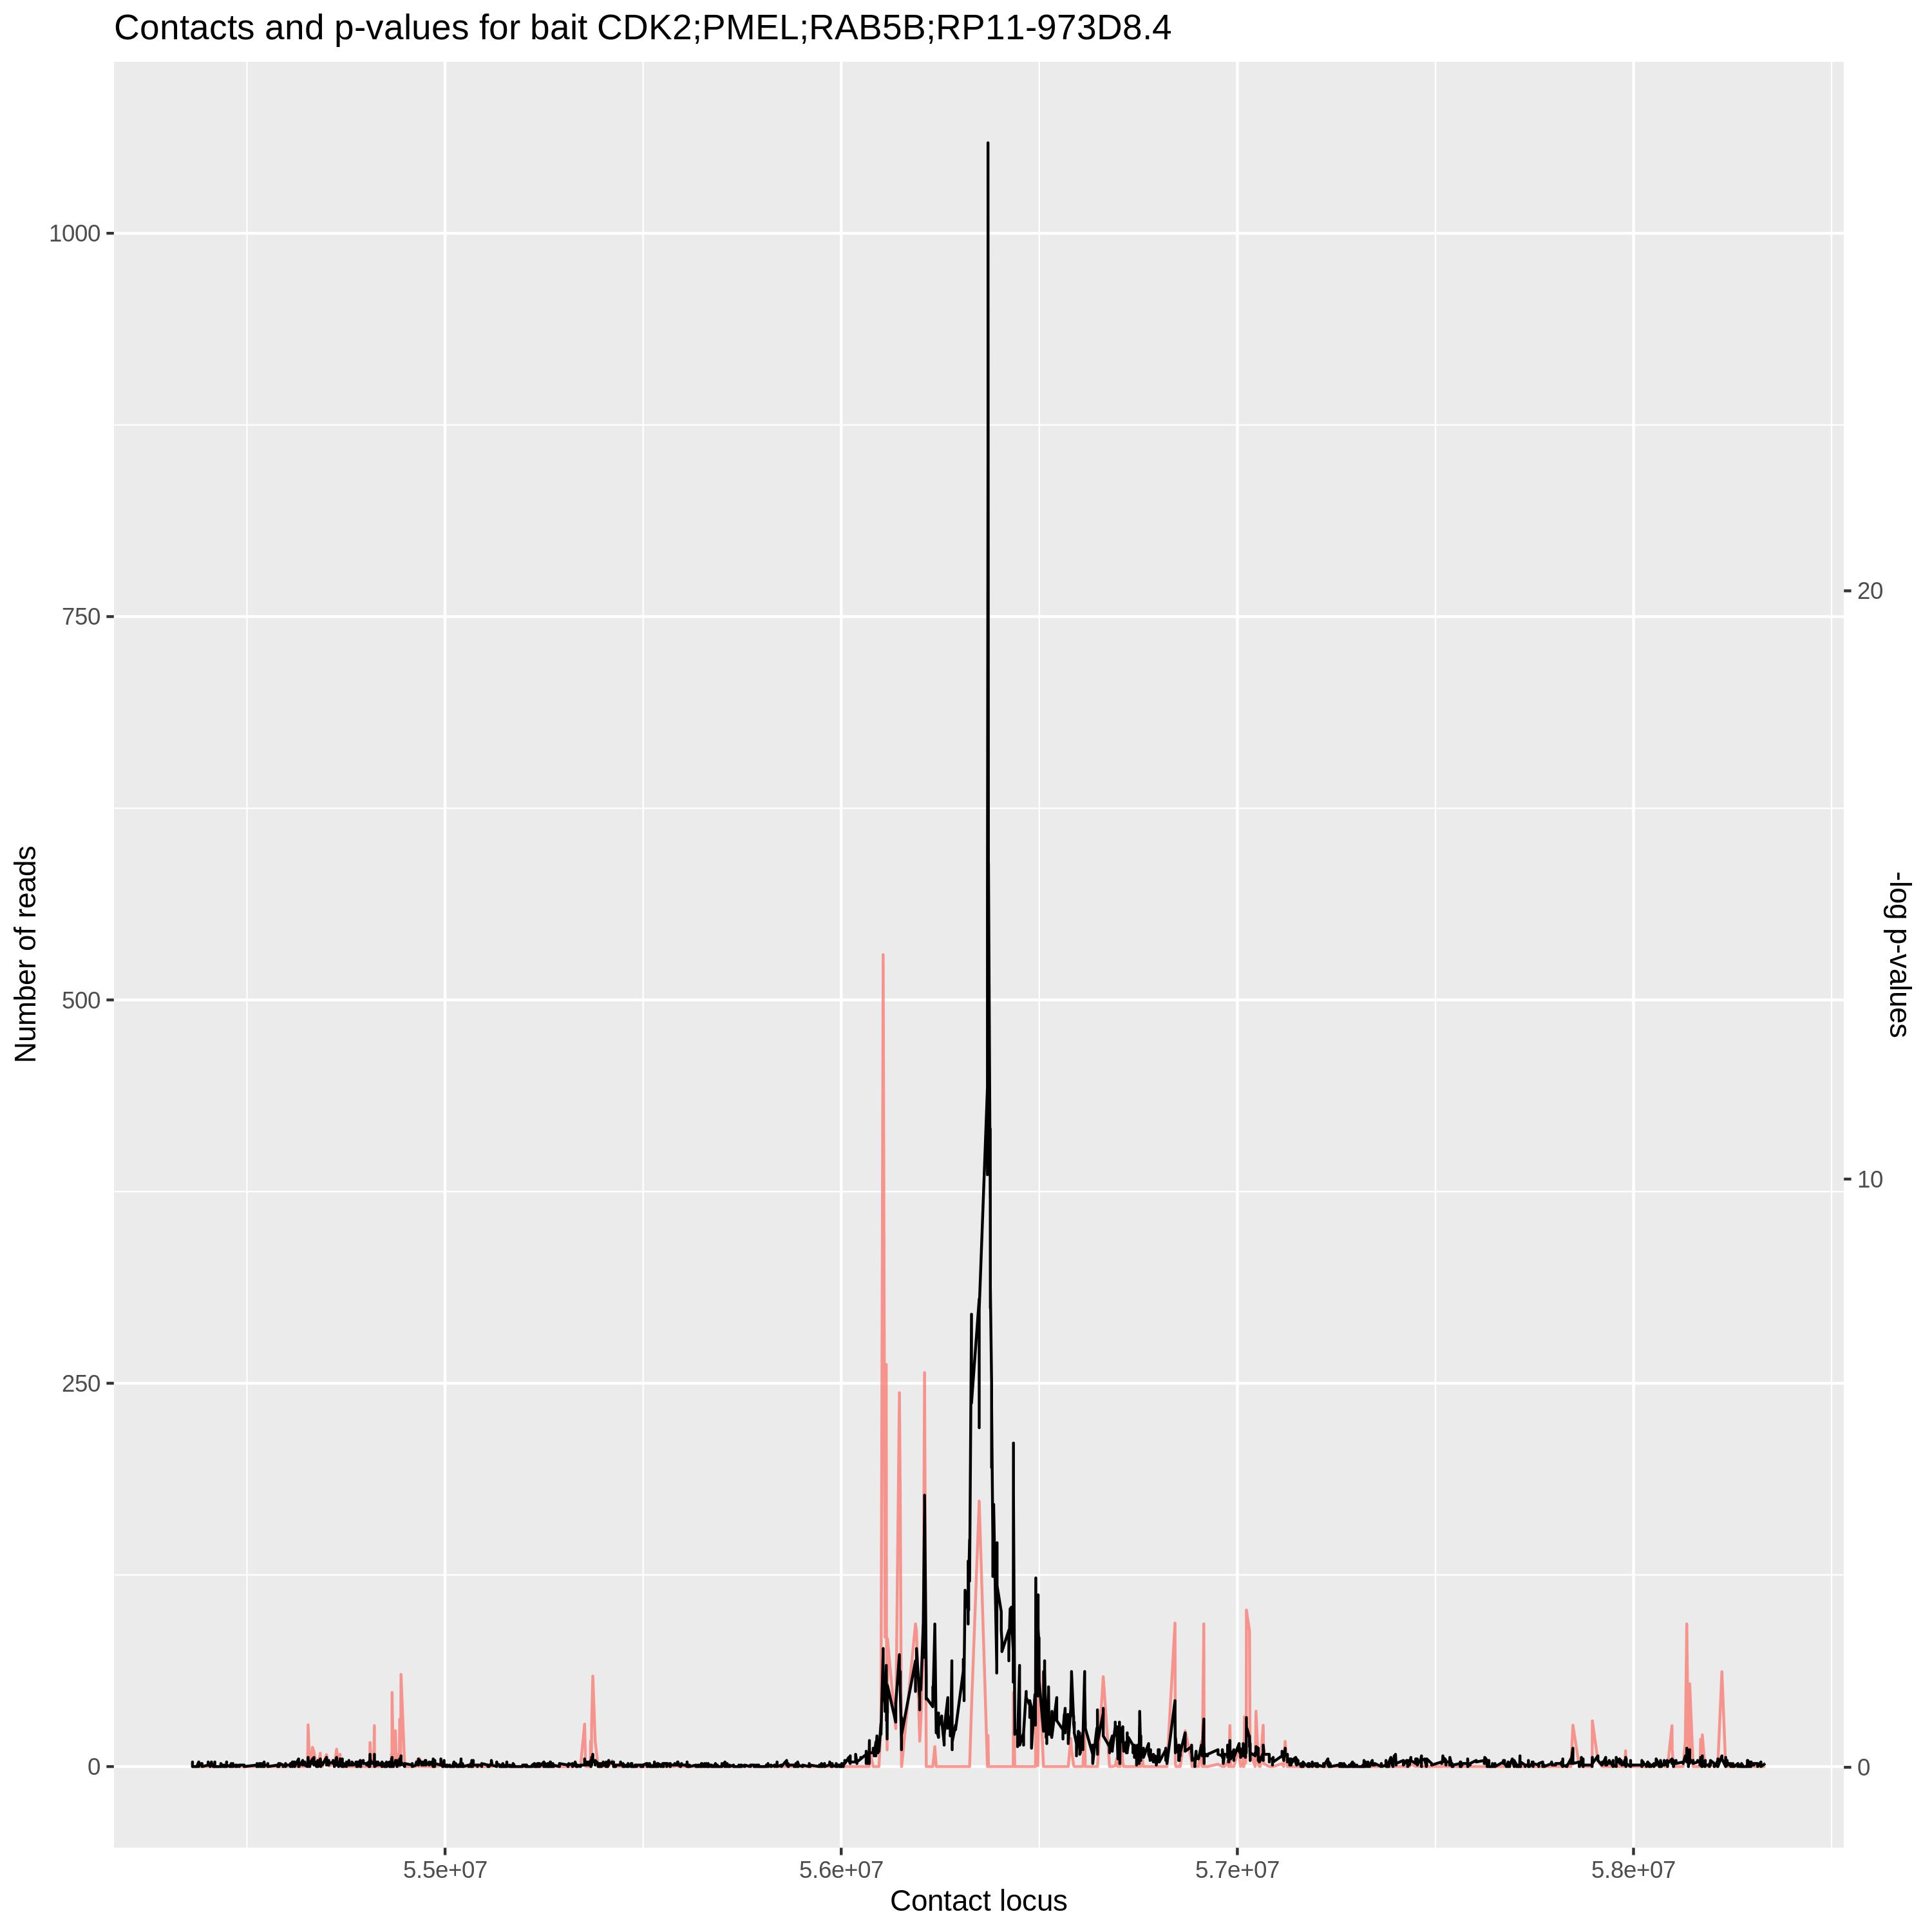 Contacts and p-values for bait CDK2;PMEL;RAB5B;RP11-973D8.4
1000
750
500
250
0
Number of reads
20
10
0
-log p-values
5.5e+07
5.6e+07
5.7e+07
5.8e+07
Contact locus